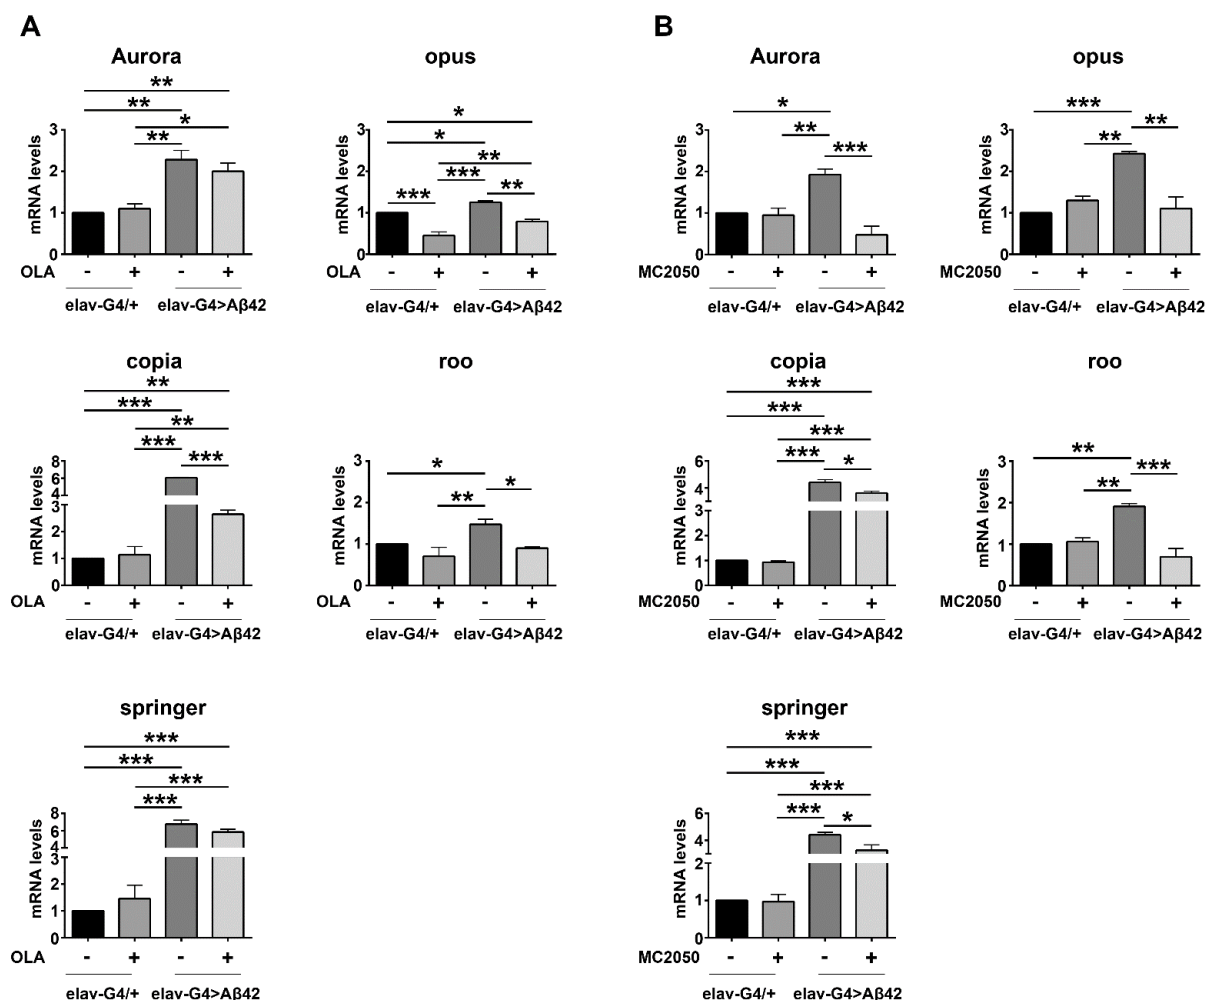 A
B
Aurora
**
**
*
**
mRNA levels
3
2
1
0
OLA - + - +
elav-G4/+ elav-G4>Aβ42
opus
*
*
**
***
***
**
mRNA levels
3
2
1
0
OLA - + - +
elav-G4/+ elav-G4>Aβ42
Aurora
*
**
***
mRNA levels
3
2
1
0
MC2050 - + - +
elav-G4/+ elav-G4>Aβ42
opus
***
**
**
mRNA levels
3
2
1
0
MC2050 - + - +
elav-G4/+ elav-G4>Aβ42
copia
**
***
**
***
***
mRNA levels
8
6
4
3
2
1
0
OLA - + - +
elav-G4/+ elav-G4>Aβ42
roo
*
*
**
mRNA levels
3
2
1
0
OLA - + - +
elav-G4/+ elav-G4>Aβ42
copia
***
***
***
***
*
mRNA levels
6
4
3
2
1
0
MC2050 - + - +
elav-G4/+ elav-G4>Aβ42
roo
**
***
**
mRNA levels
3
2
1
0
MC2050 - + - +
elav-G4/+ elav-G4>Aβ42
springer
***
***
***
***
mRNA levels
8
6
4
3
2
1
0
OLA - + - +
elav-G4/+ elav-G4>Aβ42
springer
***
***
***
***
*
mRNA levels
6
4
2
2
1
0
MC2050 - + - +
elav-G4/+ elav-G4>Aβ42